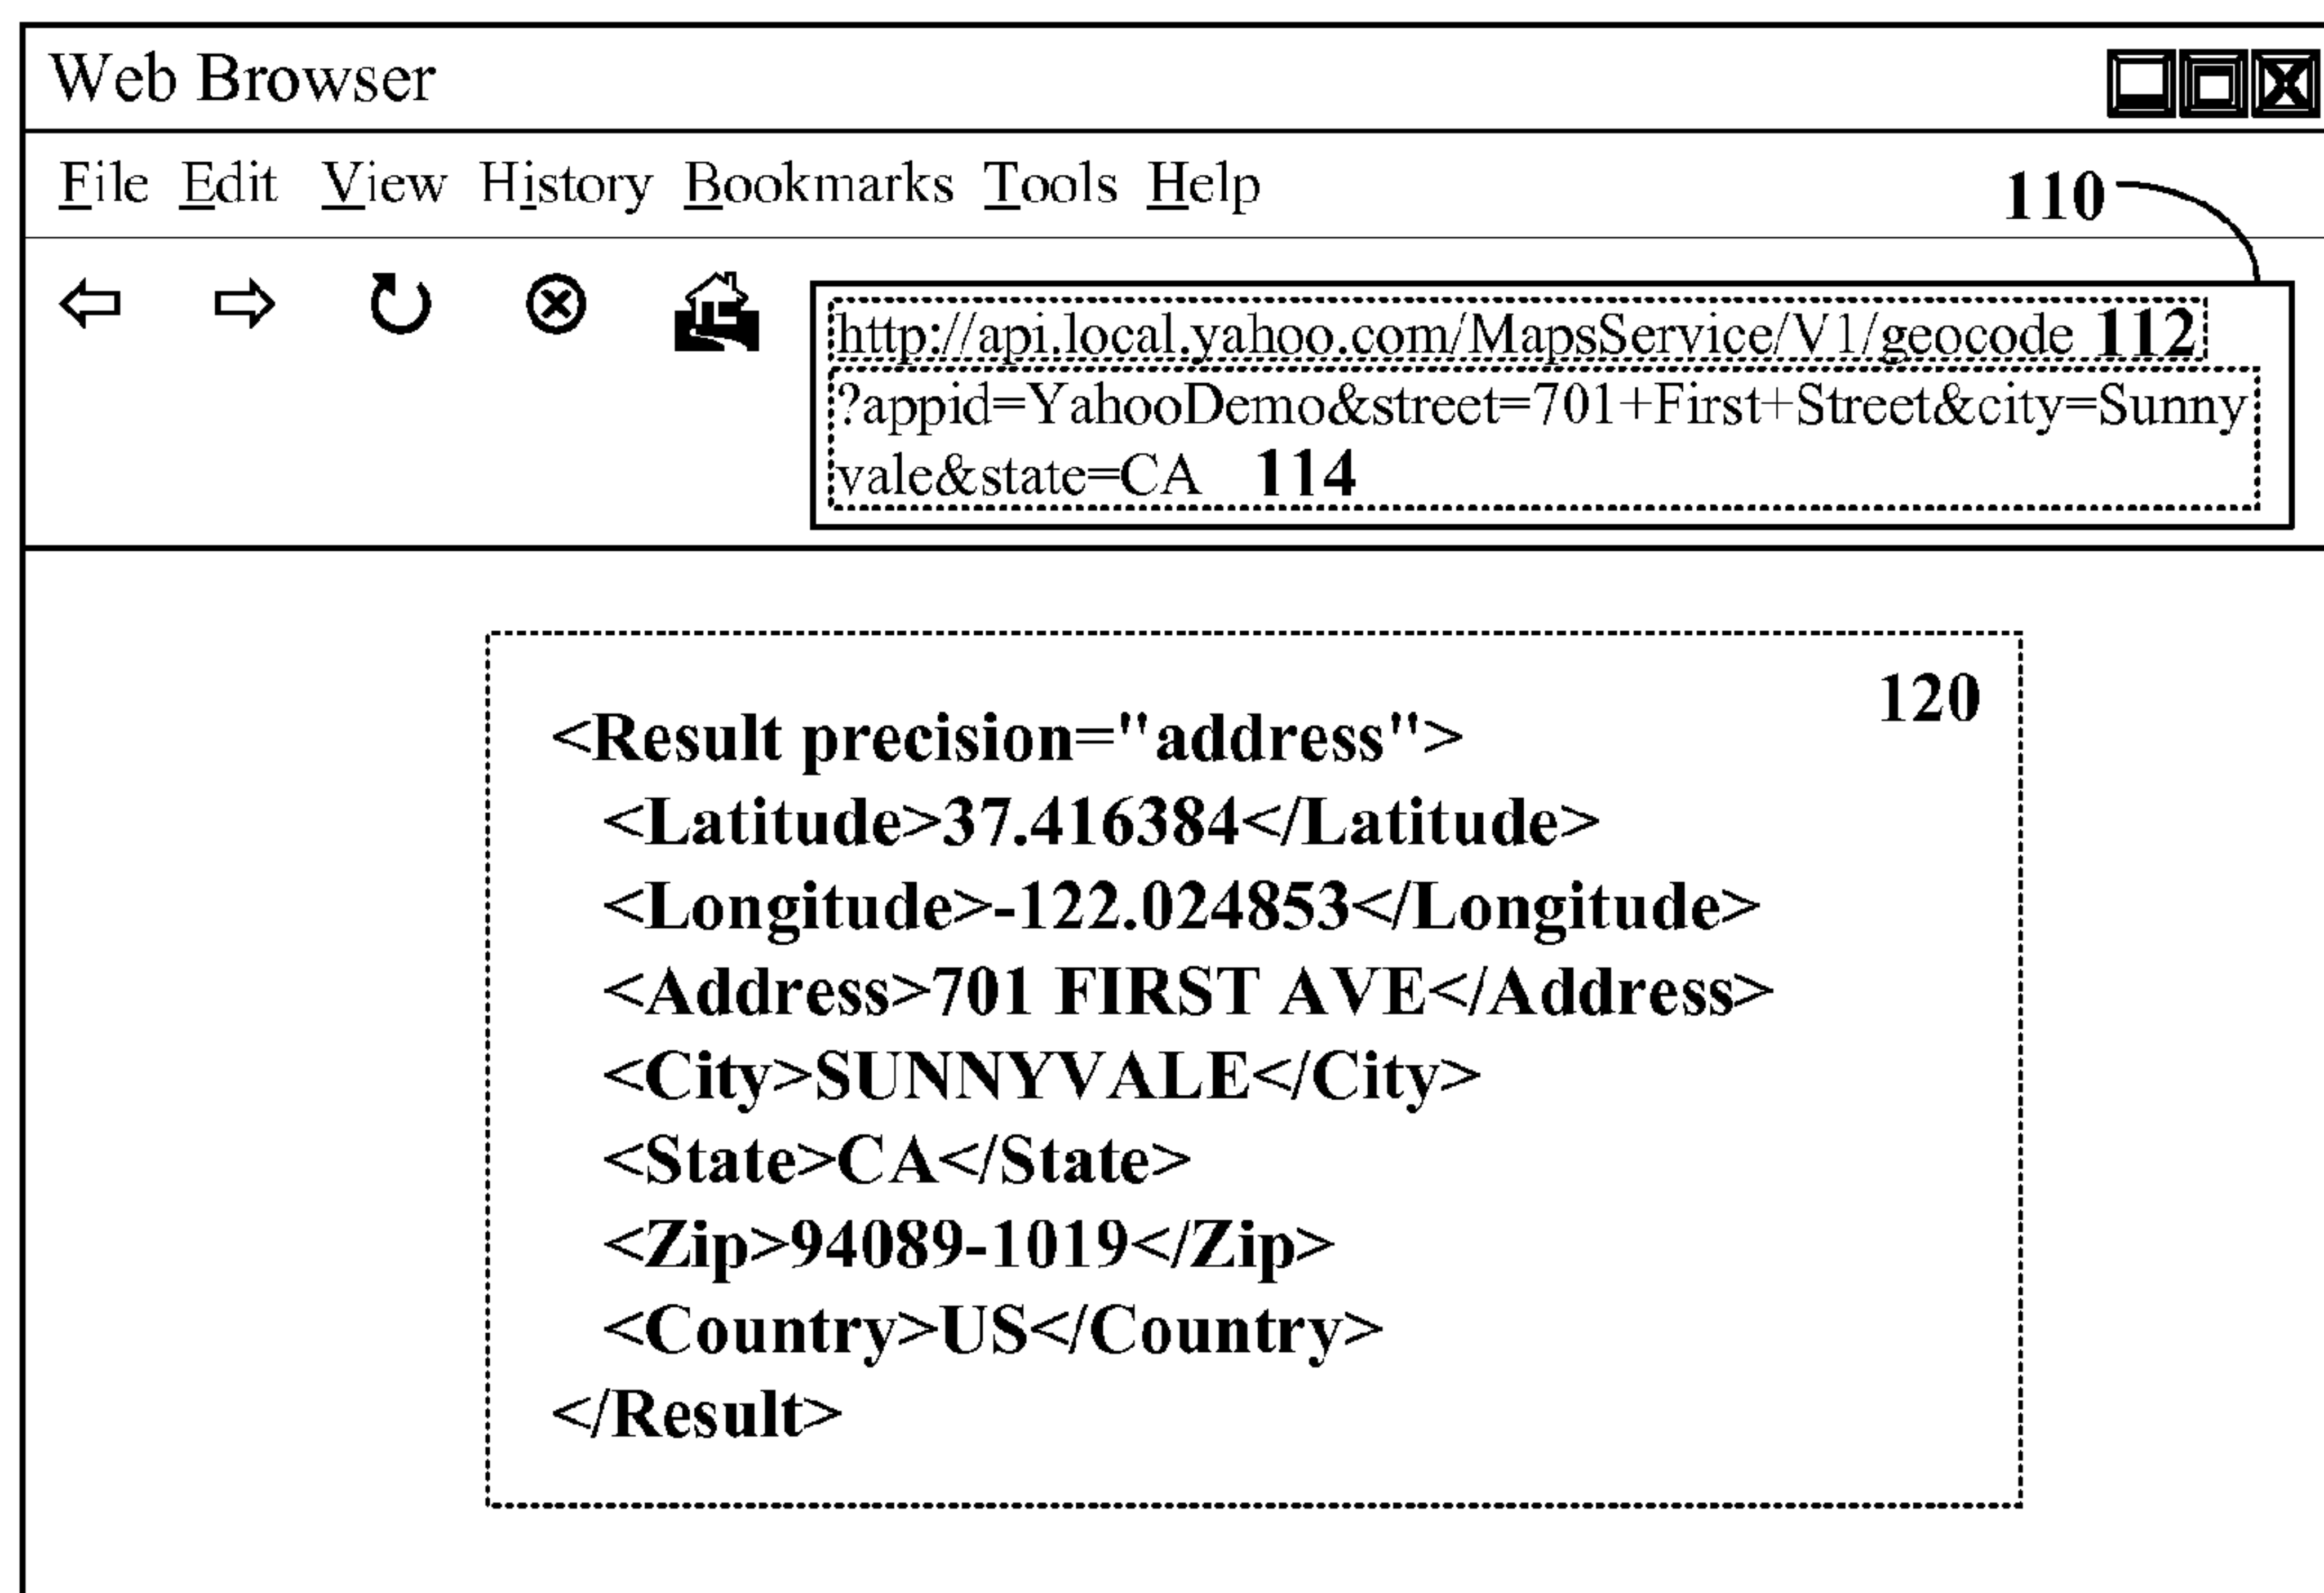 Web Browser
File Edit View History Bookmarks Tools Help
110
http://api.local.yahoo.com/MapsService/V1/geocode 112
?appid=YahooDemo&street=701+First+Street&city=Sunny
vale&state=CA 114
120
<Result precision="address">
<Latitude>37.416384</Latitude>
<Longitude>-122.024853</Longitude>
<Address>701 FIRST AVE</Address>
<City>SUNNYVALE</City>
<State>CA</State>
<Zip>94089-1019</Zip>
<Country>US</Country>
</Result>